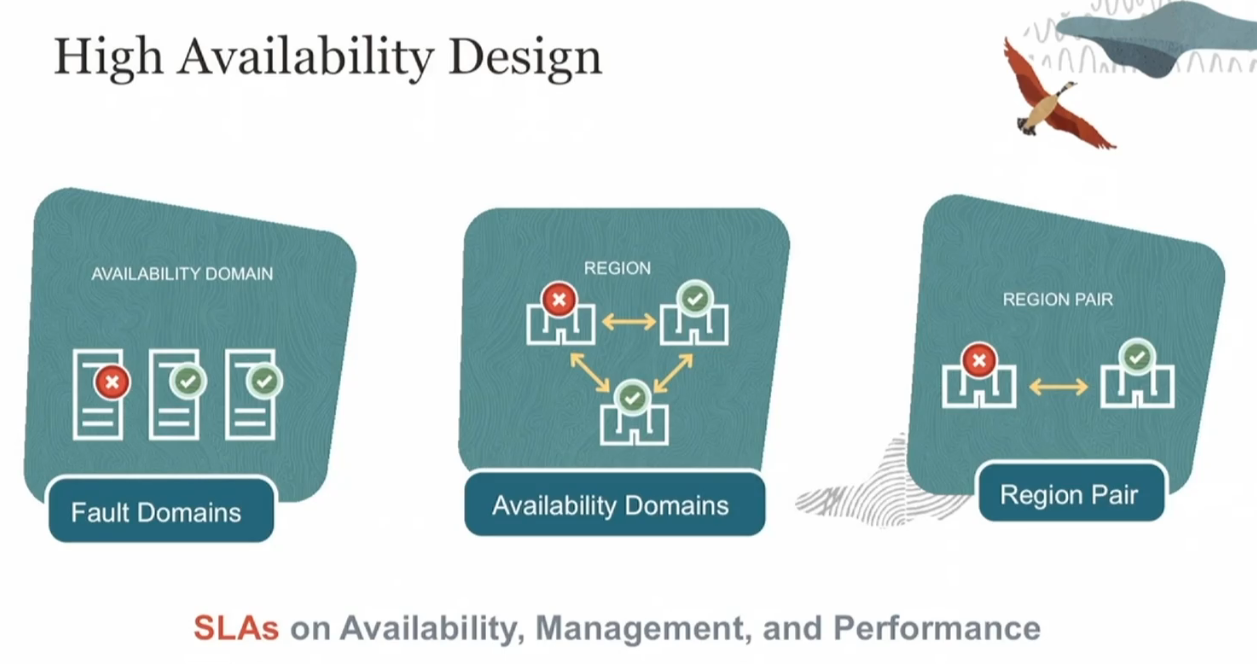 High Availability Design
AVAILABILITY DOMAIN
Fault Domains
REGION
Availability Domains
REGION PAIR
Region Pair
SLAs on Availability, Management, and Performance